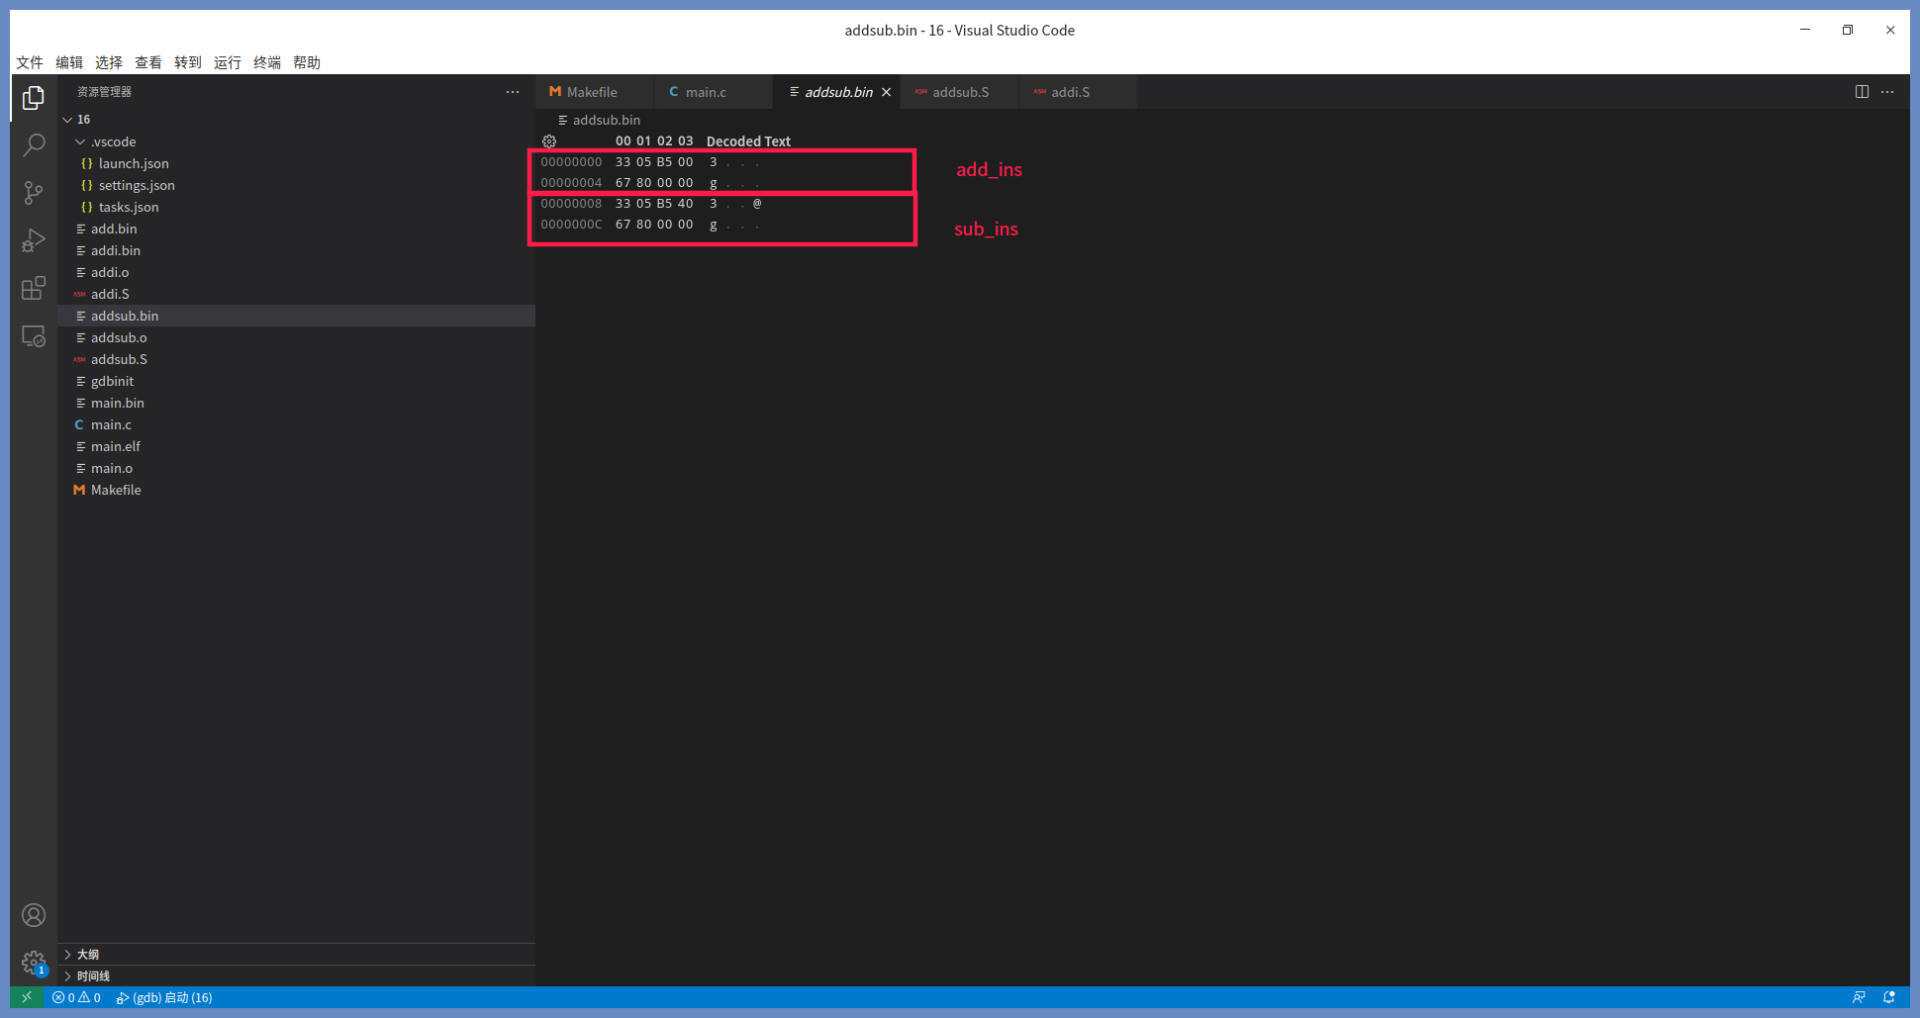 addsub.bin - 16 - Visual Studio Code
文件 编辑 选择 查看 转到 运行 终端 帮助
资源管理器 ···
16
.vscode
{} launch.json
{} settings.json
{} tasks.json
add.bin
addi.bin
addi.o
ASM addi.S
addsub.bin
addsub.o
ASM addsub.S
gdbinit
main.bin
C main.c
main.elf
main.o
M Makefile
大纲
时间线
M Makefile C main.c addsub.bin ASM addsub.S ASM addi.S
addsub.bin
00 01 02 03 Decoded Text
00000000 33 05 B5 00 3 . . .
00000004 67 80 00 00 g . . .
00000008 33 05 B5 40 3 . . @
0000000C 67 80 00 00 g . . .
add_ins
sub_ins
1
0 0 (gdb) 启动 (16)